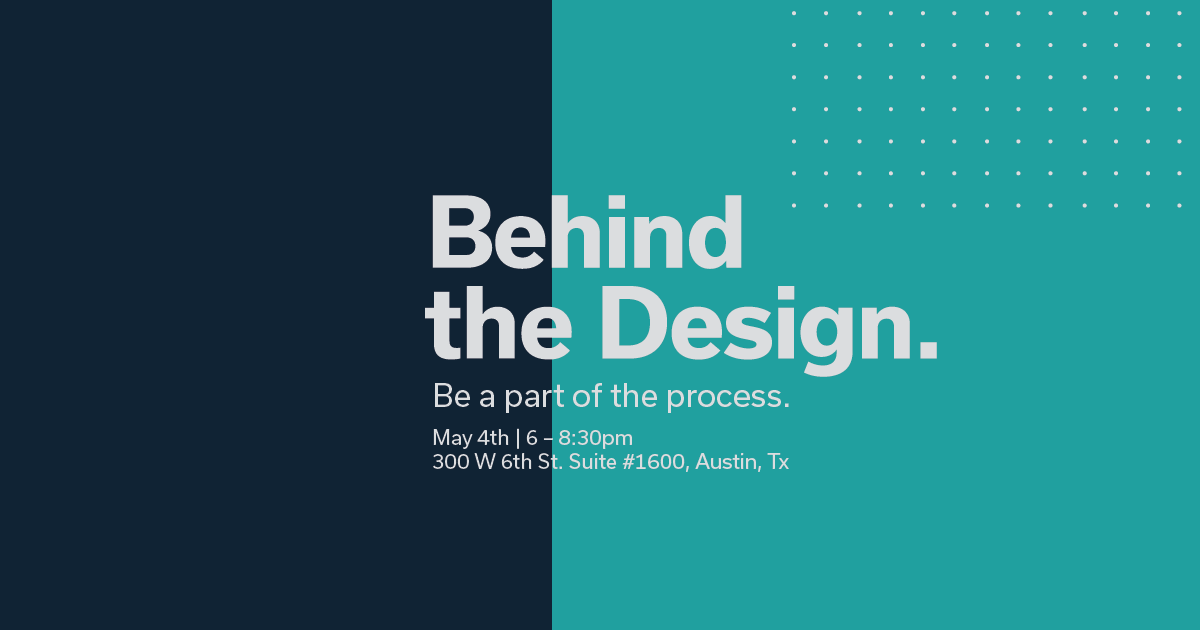 Behind
the Design.
Be a part of the process.
May 4th | 6 – 8:30pm
300 W 6th St. Suite #1600, Austin, Tx